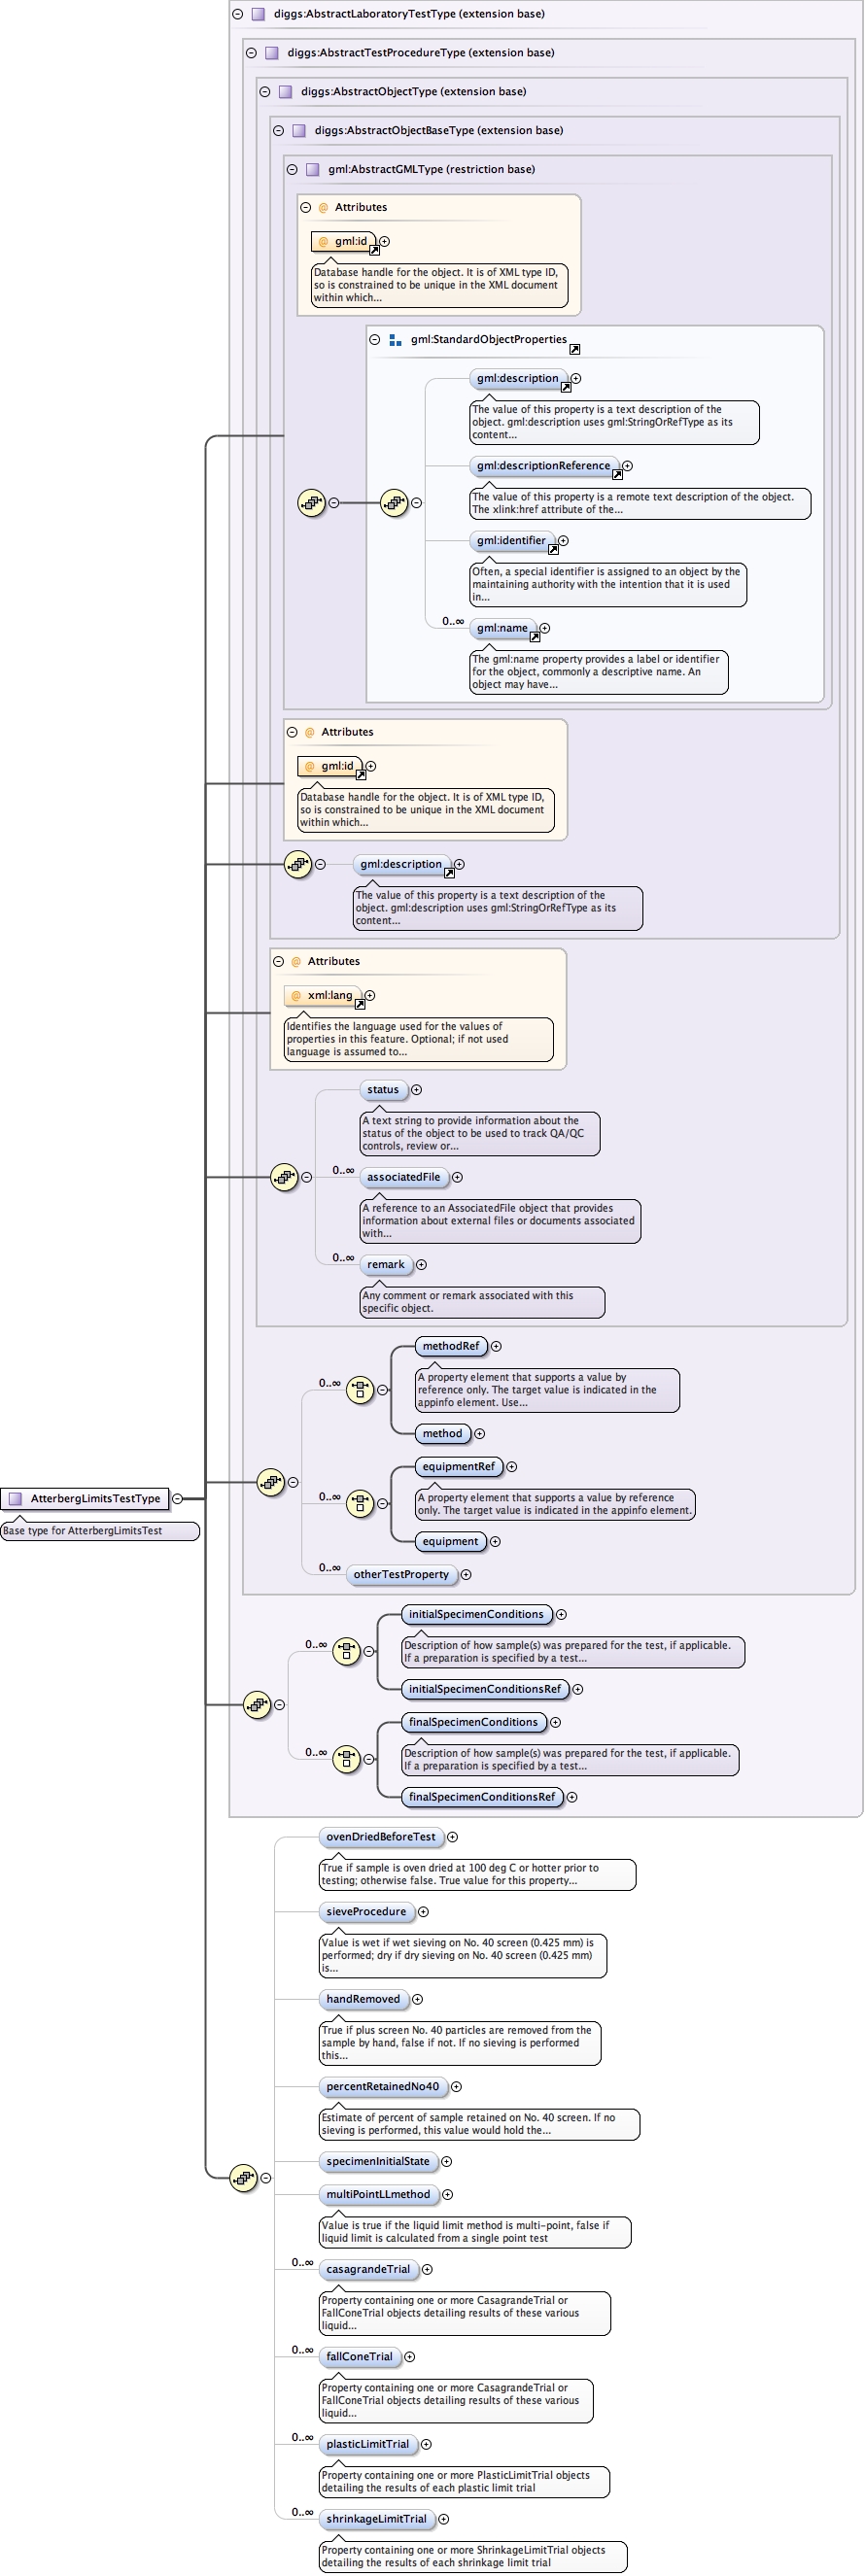 diggs:AbstractLaboratoryTestType (extension base)
diggs:AbstractTestProcedureType (extension base)
diggs:AbstractObjectType (extension base)
diggs:AbstractObjectBaseType (extension base)
gml:AbstractGMLType (restriction base)
@ Attributes
@ gml:id
Database handle for the object. It is of XML type ID,
so is constrained to be unique in the XML document
within which...
gml:StandardObjectProperties
gml:description
The value of this property is a text description of the
object. gml:description uses gml:StringOrRefType as its
content...
gml:descriptionReference
The value of this property is a remote text description of the object.
The xlink:href attribute of the...
gml:identifier
Often, a special identifier is assigned to an object by the
maintaining authority with the intention that it is used
in...
0..∞
gml:name
The gml:name property provides a label or identifier
for the object, commonly a descriptive name. An
object may have...
@ Attributes
@ gml:id
Database handle for the object. It is of XML type ID,
so is constrained to be unique in the XML document
within which...
gml:description
The value of this property is a text description of the
object. gml:description uses gml:StringOrRefType as its
content...
@ Attributes
@ xml:lang
Identifies the language used for the values of
properties in this feature. Optional; if not used
language is assumed to...
status
A text string to provide information about the
status of the object to be used to track QA/QC
controls, review or...
0..∞
associatedFile
A reference to an AssociatedFile object that provides
information about external files or documents associated
with...
0..∞
remark
Any comment or remark associated with this
specific object.
0..∞
methodRef
A property element that supports a value by
reference only. The target value is indicated in the
appinfo element. Use...
method
0..∞
equipmentRef
A property element that supports a value by reference
only. The target value is indicated in the appinfo element.
equipment
0..∞
otherTestProperty
AtterbergLimitsTestType
Base type for AtterbergLimitsTest
0..∞
initialSpecimenConditions
Description of how sample(s) was prepared for the test, if applicable.
If a preparation is specified by a test...
initialSpecimenConditionsRef
0..∞
finalSpecimenConditions
Description of how sample(s) was prepared for the test, if applicable.
If a preparation is specified by a test...
finalSpecimenConditionsRef
ovenDriedBeforeTest
True if sample is oven dried at 100 deg C or hotter prior to
testing; otherwise false. True value for this property...
sieveProcedure
Value is wet if wet sieving on No. 40 screen (0.425 mm) is
performed; dry if dry sieving on No. 40 screen (0.425 mm)
is...
handRemoved
True if plus screen No. 40 particles are removed from the
sample by hand, false if not. If no sieving is performed
this...
percentRetainedNo40
Estimate of percent of sample retained on No. 40 screen. If no
sieving is performed, this value would hold the...
specimenInitialState
multiPointLLmethod
Value is true if the liquid limit method is multi-point, false if
liquid limit is calculated from a single point test
0..∞
casagrandeTrial
Property containing one or more CasagrandeTrial or
FallConeTrial objects detailing results of these various
liquid...
0..∞
fallConeTrial
Property containing one or more CasagrandeTrial or
FallConeTrial objects detailing results of these various
liquid...
0..∞
plasticLimitTrial
Property containing one or more PlasticLimitTrial objects
detailing the results of each plastic limit trial
0..∞
shrinkageLimitTrial
Property containing one or more ShrinkageLimitTrial objects
detailing the results of each shrinkage limit trial